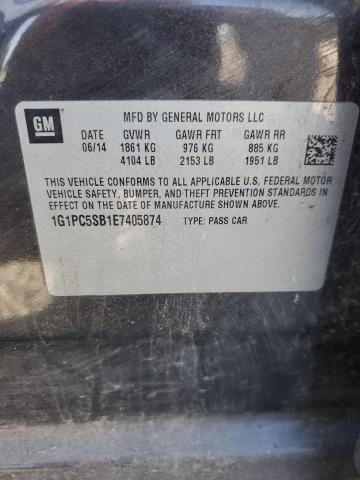 GM
MFD BY GENERAL MOTORS LLC
DATE GVWR GAWR FRT GAWR RR
06/14 1861 KG 976 KG 885 KG
4104 LB 2153 LB 1951 LB
THIS VEHICLE CONFORMS TO ALL APPLICABLE U.S. FEDERAL MOTOR
VEHICLE SAFETY, BUMPER, AND THEFT PREVENTION STANDARDS
IN EFFECT ON THE DATE OF MANUFACTURE SHOWN ABOVE.
1G1PC5SB1E7405874 TYPE: PASS CAR